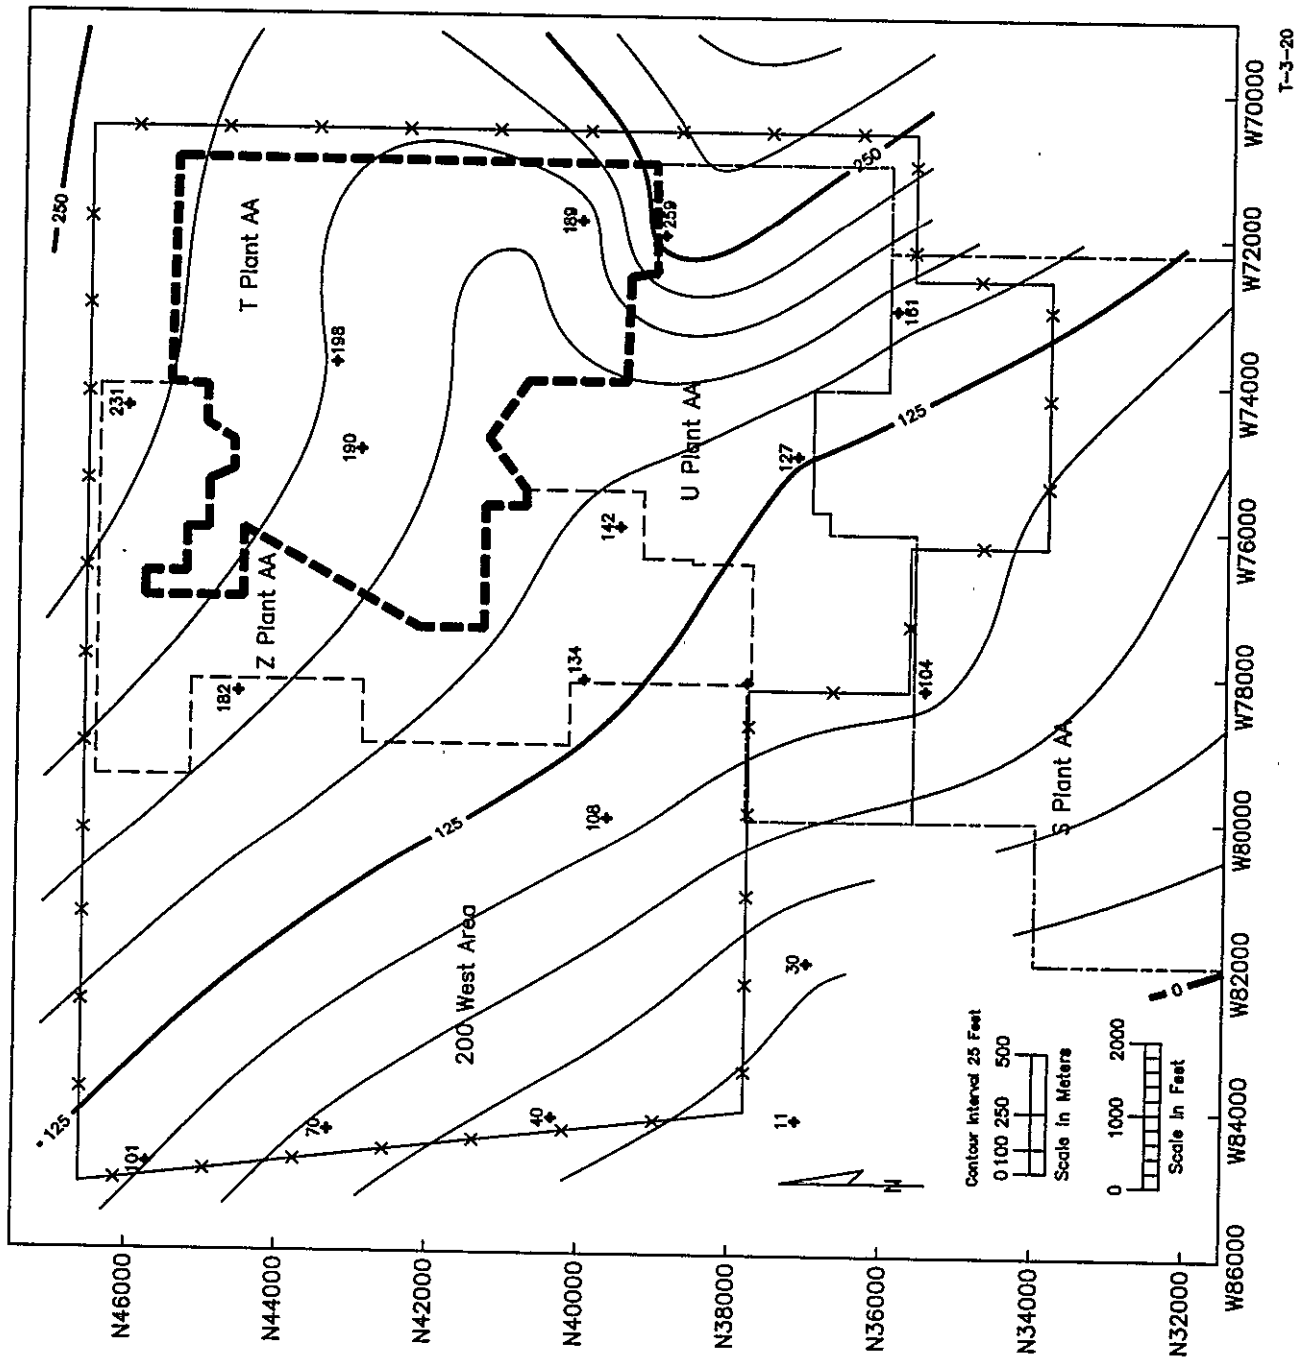 T-3-20
250
T Plant AA
189
259
250
198
231
161
190
U Plant AA
127
125
142
Z Plant AA
182
134
104
S Plant AA
108
125
200 West Area
30
0
125
101
70
40
11
N
Contour Interval 25 Feet
0 100 250 500
Scale in Meters
0 1000 2000
Scale in Feet
N46000
N44000
N42000
N40000
N38000
N36000
N34000
N32000
W86000
W84000
W82000
W80000
W78000
W76000
W74000
W72000
W70000